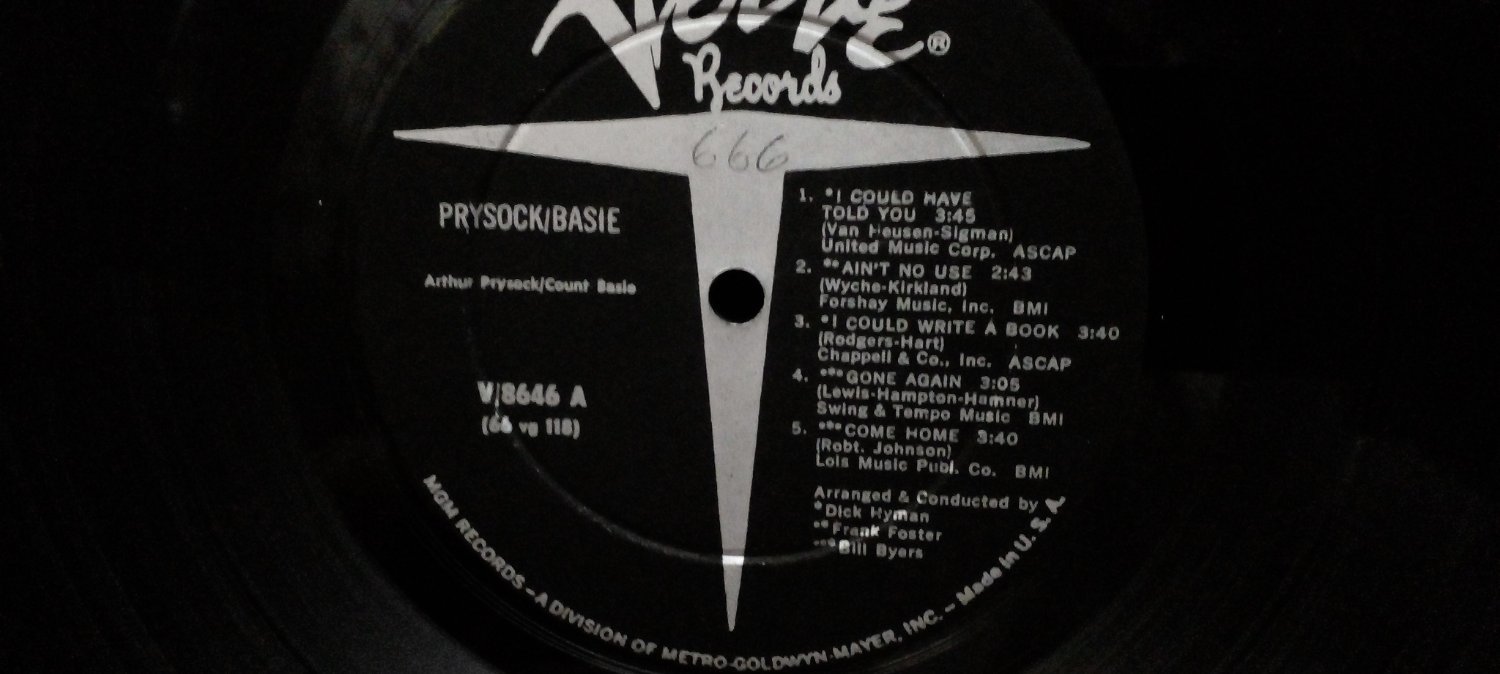 Verve ®
Records
666
PRYSOCK/BASIE
Arthur Prysock/Count Basie
V/8646 A
(66 vg 118)
1. *I COULD HAVE
TOLD YOU 3:45
(Van Heusen-Sigman)
United Music Corp. ASCAP
2. **AIN'T NO USE 2:43
(Wyche-Kirkland)
Forshay Music, Inc. BMI
3. *I COULD WRITE A BOOK 3:40
(Rodgers-Hart)
Chappell & Co., Inc. ASCAP
4. ***GONE AGAIN 3:05
(Lewis-Hampton-Hamner)
Swing & Tempo Music BMI
5. ***COME HOME 3:40
(Robt. Johnson)
Lois Music Publ. Co. BMI
Arranged & Conducted by
*Dick Hyman
**Frank Foster
***Bill Byers
MGM RECORDS – A DIVISION OF METRO-GOLDWYN-MAYER, INC. – Made in U. S. A.